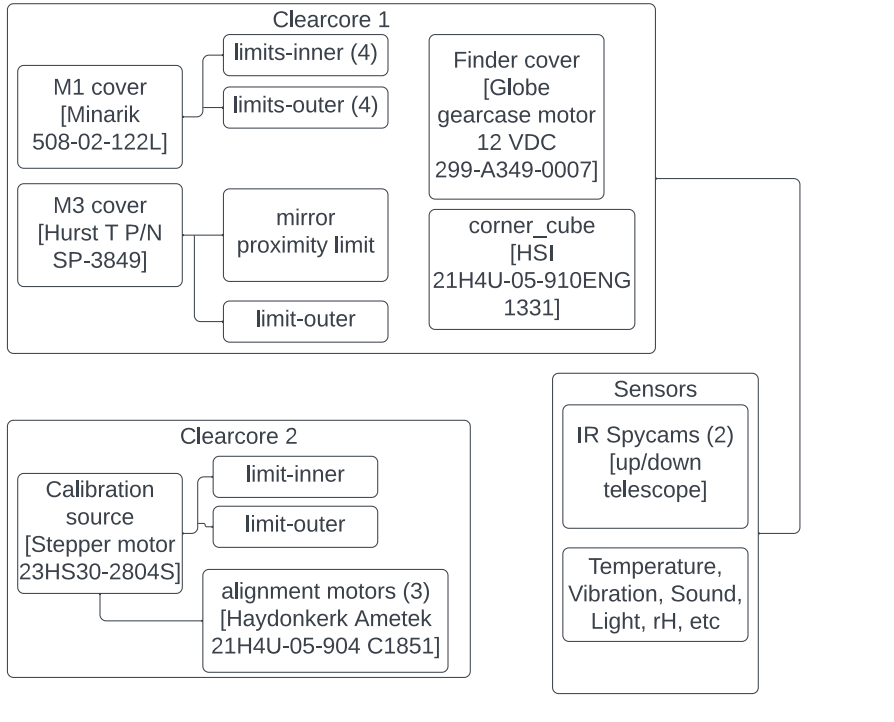 Clearcore 1
M1 cover
[Minarik
508-02-122L]
limits-inner (4)
limits-outer (4)
M3 cover
[Hurst T P/N
SP-3849]
mirror
proximity limit
limit-outer
Finder cover
[Globe
gearcase motor
12 VDC
299-A349-0007]
corner_cube
[HSI
21H4U-05-910ENG
1331]
Clearcore 2
Calibration
source
[Stepper motor
23HS30-2804S]
limit-inner
limit-outer
alignment motors (3)
[Haydonkerk Ametek
21H4U-05-904 C1851]
Sensors
IR Spycams (2)
[up/down
telescope]
Temperature,
Vibration, Sound,
Light, rH, etc